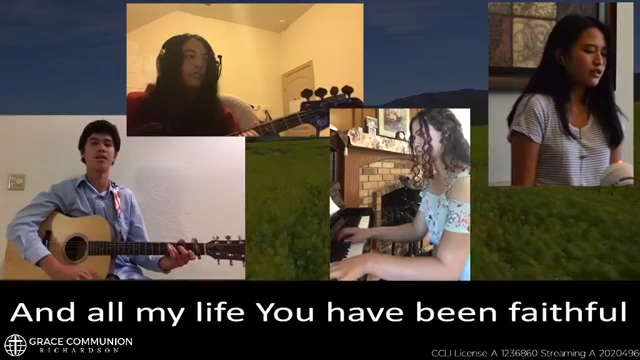 And all my life You have been faithful
GRACE COMMUNION
RICHARDSON
CCLI License A 1236860 Streaming A 2020496